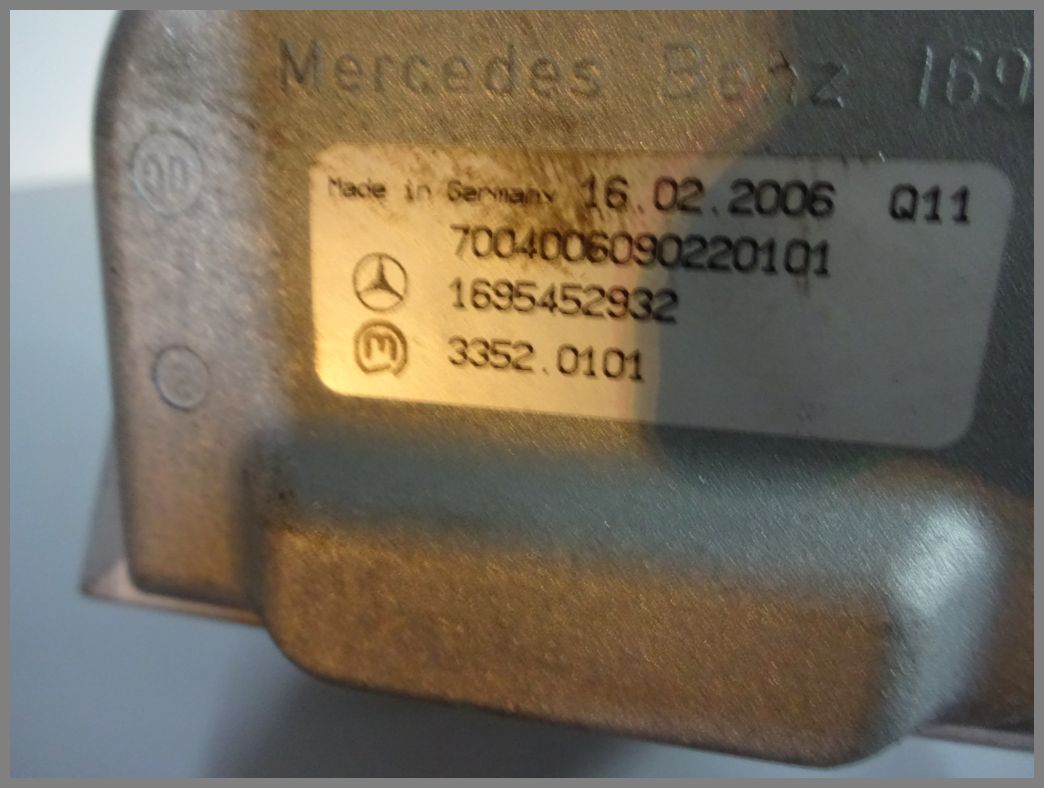 Mercedes Benz 169
Made in Germany 16.02.2006 Q11
7004006090220101
1695452932
3352.0101